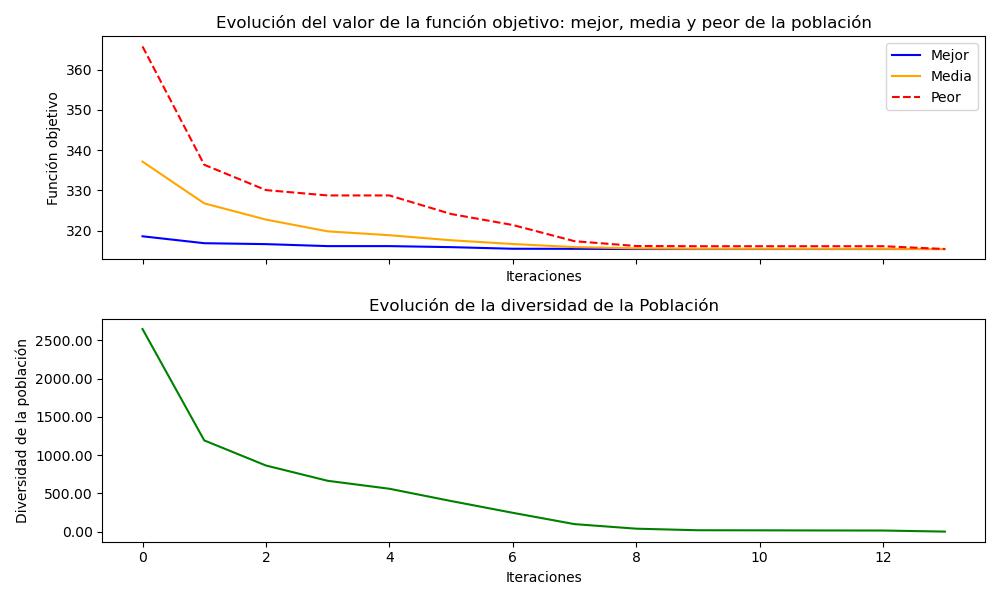 Evolución del valor de la función objetivo: mejor, media y peor de la población
Función objetivo
360
350
340
330
320
Mejor
Media
Peor
Iteraciones
Evolución de la diversidad de la Población
Diversidad de la población
2500.00
2000.00
1500.00
1000.00
500.00
0.00
0 2 4 6 8 10 12
Iteraciones